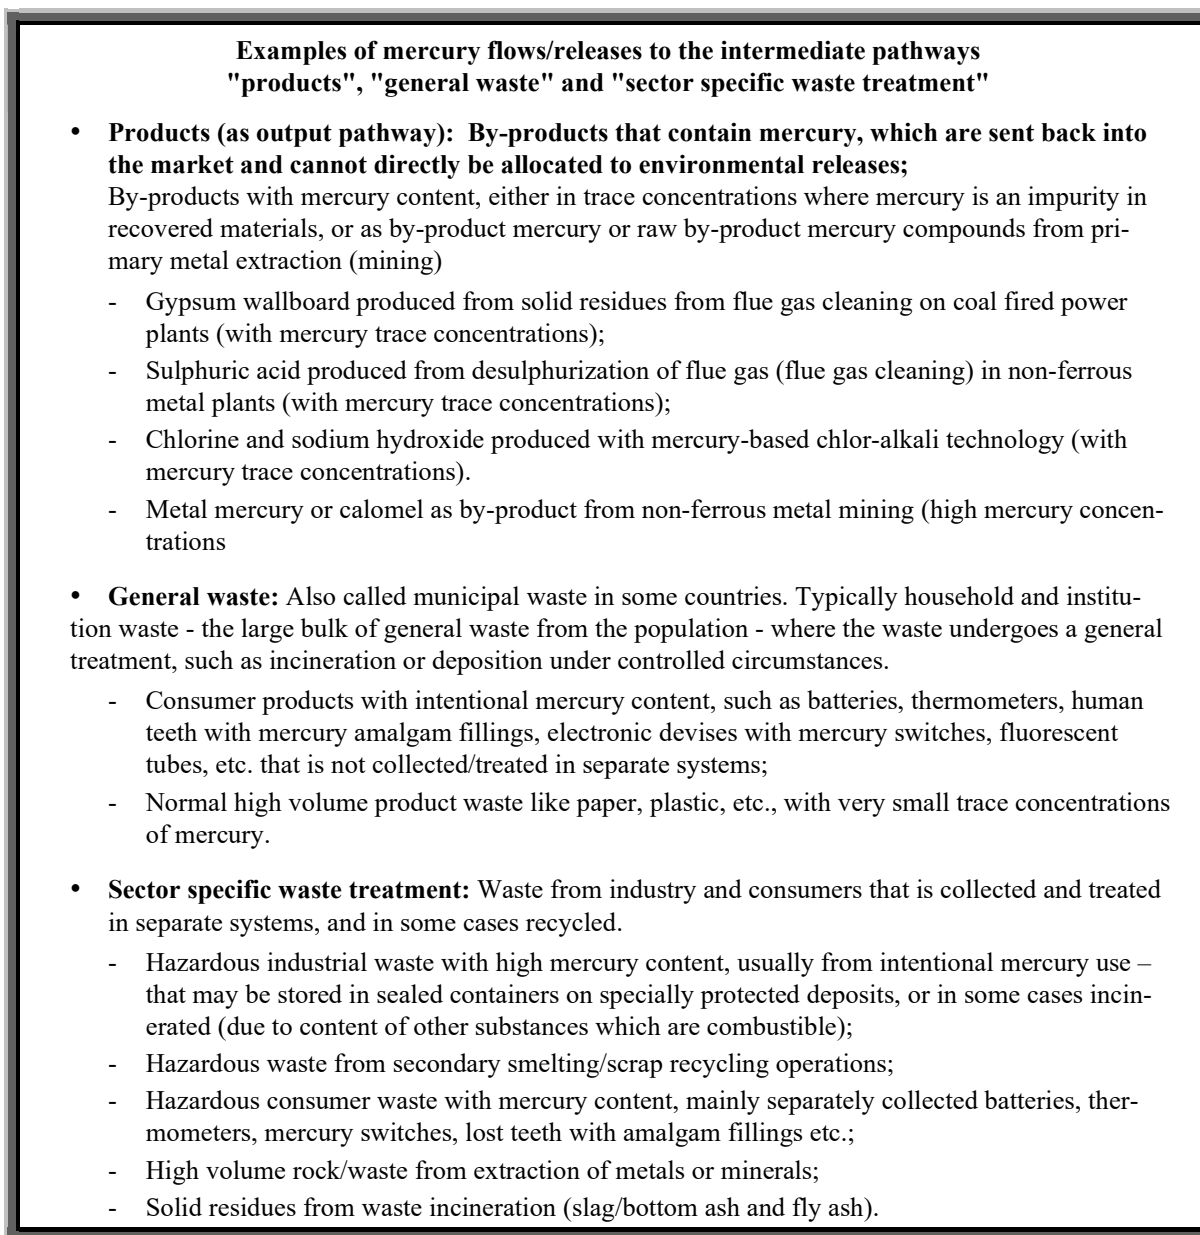 Examples of mercury flows/releases to the intermediate pathways
"products", "general waste" and "sector specific waste treatment"
• Products (as output pathway):  By-products that contain mercury, which are sent back into
the market and cannot directly be allocated to environmental releases;
By-products with mercury content, either in trace concentrations where mercury is an impurity in
recovered materials, or as by-product mercury or raw by-product mercury compounds from pri-
mary metal extraction (mining)
- Gypsum wallboard produced from solid residues from flue gas cleaning on coal fired power
plants (with mercury trace concentrations);
- Sulphuric acid produced from desulphurization of flue gas (flue gas cleaning) in non-ferrous
metal plants (with mercury trace concentrations);
- Chlorine and sodium hydroxide produced with mercury-based chlor-alkali technology (with
mercury trace concentrations).
- Metal mercury or calomel as by-product from non-ferrous metal mining (high mercury concen-
trations
• General waste: Also called municipal waste in some countries. Typically household and institu-
tion waste - the large bulk of general waste from the population - where the waste undergoes a general
treatment, such as incineration or deposition under controlled circumstances.
- Consumer products with intentional mercury content, such as batteries, thermometers, human
teeth with mercury amalgam fillings, electronic devises with mercury switches, fluorescent
tubes, etc. that is not collected/treated in separate systems;
- Normal high volume product waste like paper, plastic, etc., with very small trace concentrations
of mercury.
• Sector specific waste treatment: Waste from industry and consumers that is collected and treated
in separate systems, and in some cases recycled.
- Hazardous industrial waste with high mercury content, usually from intentional mercury use –
that may be stored in sealed containers on specially protected deposits, or in some cases incin-
erated (due to content of other substances which are combustible);
- Hazardous waste from secondary smelting/scrap recycling operations;
- Hazardous consumer waste with mercury content, mainly separately collected batteries, ther-
mometers, mercury switches, lost teeth with amalgam fillings etc.;
- High volume rock/waste from extraction of metals or minerals;
- Solid residues from waste incineration (slag/bottom ash and fly ash).